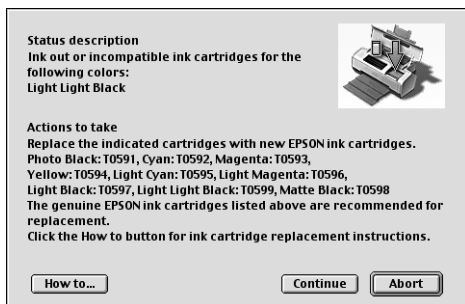 Status description
Ink out or incompatible ink cartridges for the
following colors:
Light Light Black
Actions to take
Replace the indicated cartridges with new EPSON ink cartridges.
Photo Black: T0591, Cyan: T0592, Magenta: T0593,
Yellow: T0594, Light Cyan: T0595, Light Magenta: T0596,
Light Black: T0597, Light Light Black: T0599, Matte Black: T0598
The genuine EPSON ink cartridges listed above are recommended for
replacement.
Click the How to button for ink cartridge replacement instructions.
How to...
Continue
Abort